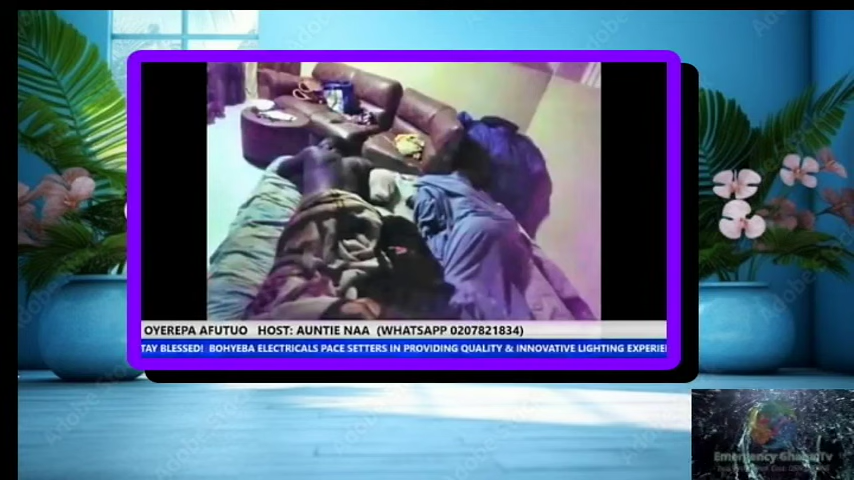 OYEREPA AFUTUO HOST: AUNTIE NAA (WHATSAPP 0207821834)
TAY BLESSED! BOHYEBA ELECTRICALS PACE SETTERS IN PROVIDING QUALITY & INNOVATIVE LIGHTING EXPERIE
Emergency Ghana Tv